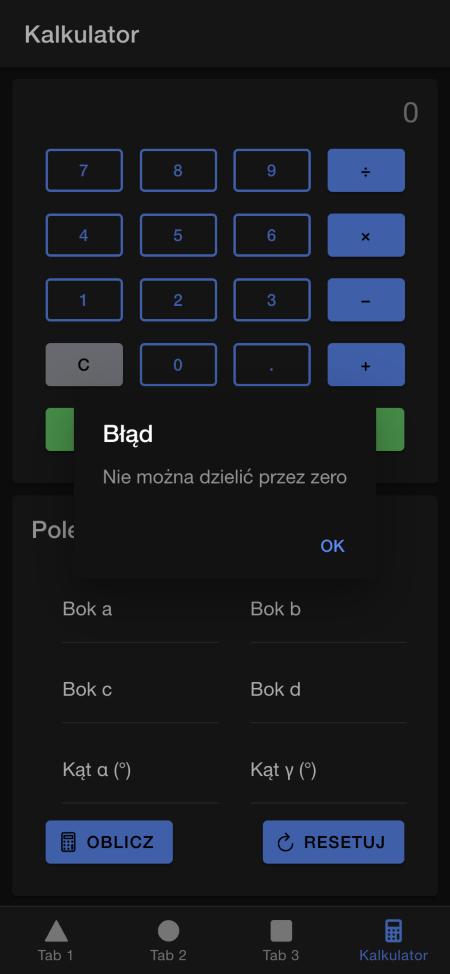 Kalkulator
0
7 8 9 ÷
4 5 6 ×
1 2 3 −
C 0 . +
Błąd
Nie można dzielić przez zero
OK
Bok a Bok b
Bok c Bok d
Kąt α (°) Kąt γ (°)
OBLICZ RESETUJ
Tab 1 Tab 2 Tab 3 Kalkulator